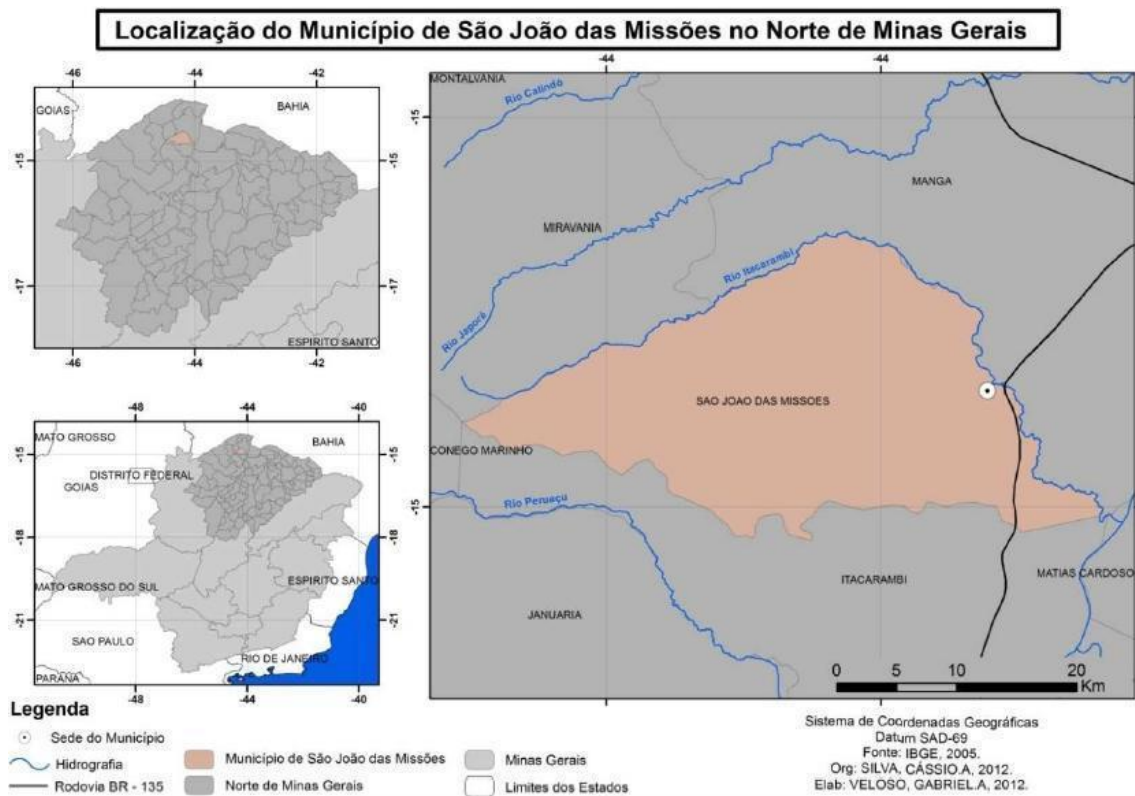 Localização do Município de São João das Missões no Norte de Minas Gerais
-46 -44 -42
GOIAS
BAHIA
-15 -15
-17 -17
ESPIRITO SANTO
-46 -44 -42
-48 -44 -40
MATO GROSSO
BAHIA
-15 -15
DISTRITO FEDERAL
GOIAS
-18 -18
MATO GROSSO DO SUL
ESPIRITO SANTO
-21 -21
SAO PAULO
RIO DE JANEIRO
PARANA
-48 -44 -40
-44 -44
MONTALVANIA
Rio Calindó
-15 -15
MANGA
MIRAVANIA
Rio Itacarambi
Rio Japoré
SAO JOAO DAS MISSOES
CONEGO MARINHO
Rio Peruaçu
-15 -15
ITACARAMBI
MATIAS CARDOSO
JANUARIA
0 5 10 20
Km
-44 -44
Legenda
Sede do Município
Hidrografia
Rodovia BR - 135
Município de São João das Missões
Norte de Minas Gerais
Minas Gerais
Limites dos Estados
Sistema de Coordenadas Geográficas
Datum SAD-69
Fonte: IBGE, 2005.
Org: SILVA, CÁSSIO.A, 2012.
Elab: VELOSO, GABRIEL.A, 2012.